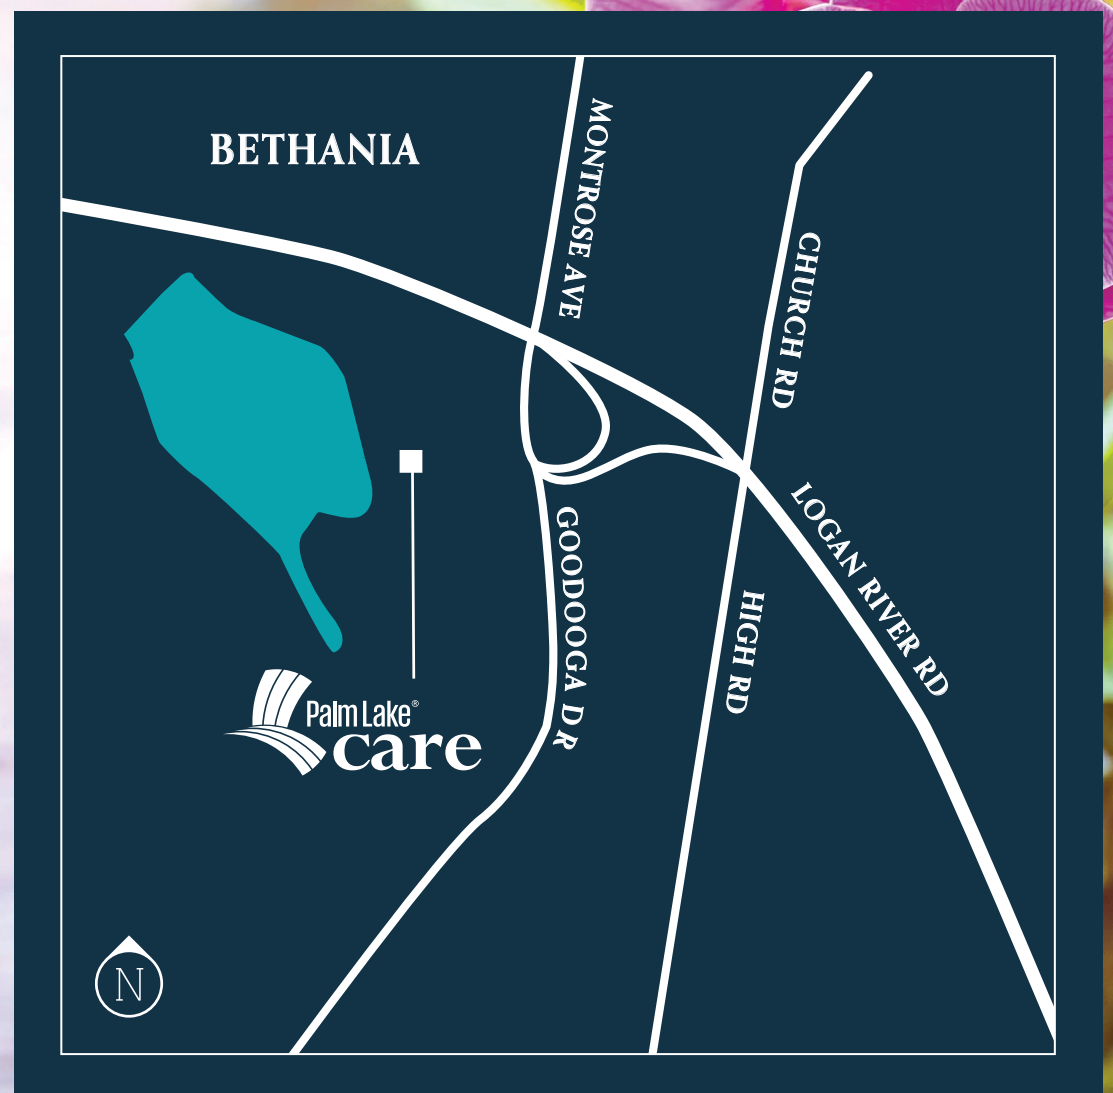 BETHANIA
MONTROSE AVE
CHURCH RD
LOGAN RIVER RD
GOODOOGA DR
HIGH RD
Palm Lake®
care
N